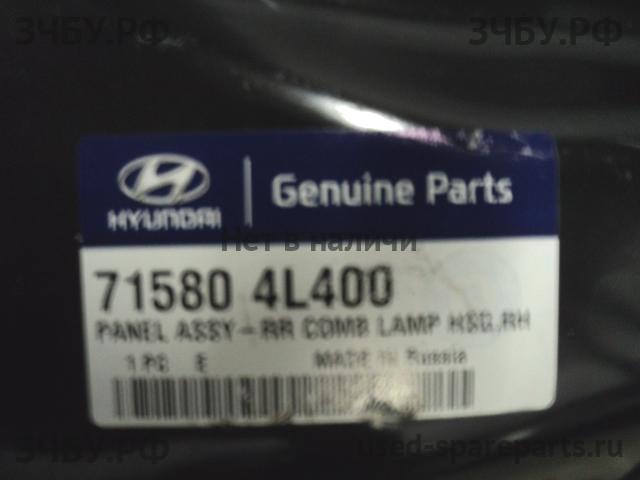 ЗЧБУ.РФ
ЗЧБУ.РФ
HYUNDAI
Genuine Parts
Нет в наличи
71580 4L400
PANEL ASSY-RR COMB LAMP HSG,RH
1 PC E MADE IN Russia
ЗЧБУ.РФ
used-spareparts.ru